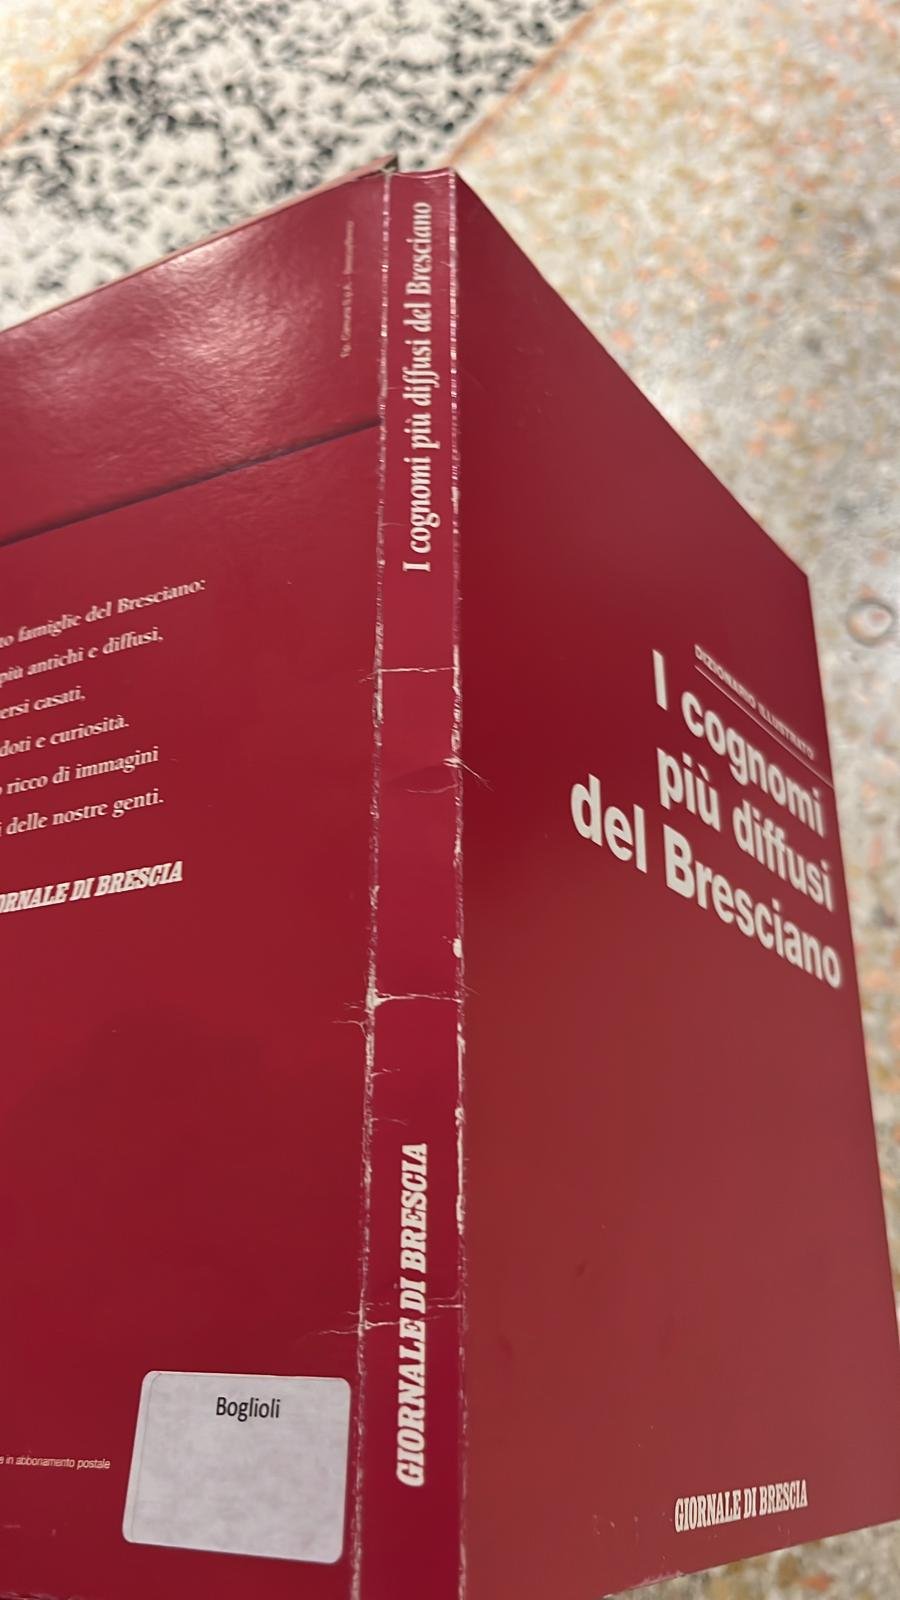 I cognomi più diffusi del Bresciano
GIORNALE DI BRESCIA
DIZIONARIO ILLUSTRATO
I cognomi
più diffusi
del Bresciano
GIORNALE DI BRESCIA
famiglie del Bresciano:
più antichi e diffusi,
casati,
e curiosità.
ricco di immagini
delle nostre genti.
DI BRESCIA
Boglioli
in abbonamento postale